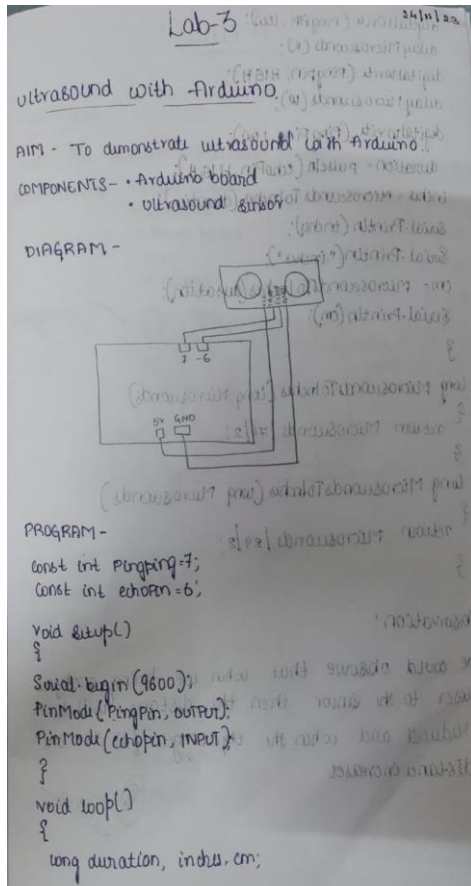 Lab-3
24/11/23
Ultrasound with Arduino
AIM - To demonstrate ultrasound with Arduino.
COMPONENTS - • Arduino board
• Ultrasound sensor
DIAGRAM -
7 -6
5V GND
PROGRAM -
const int Pingping=7;
const int echopin=6;
void setup()
{
Serial.begin(9600);
PinMode(PingPin, OUTPUT);
PinMode(echopin, INPUT);
}
void loop()
{
long duration, inches, cm;